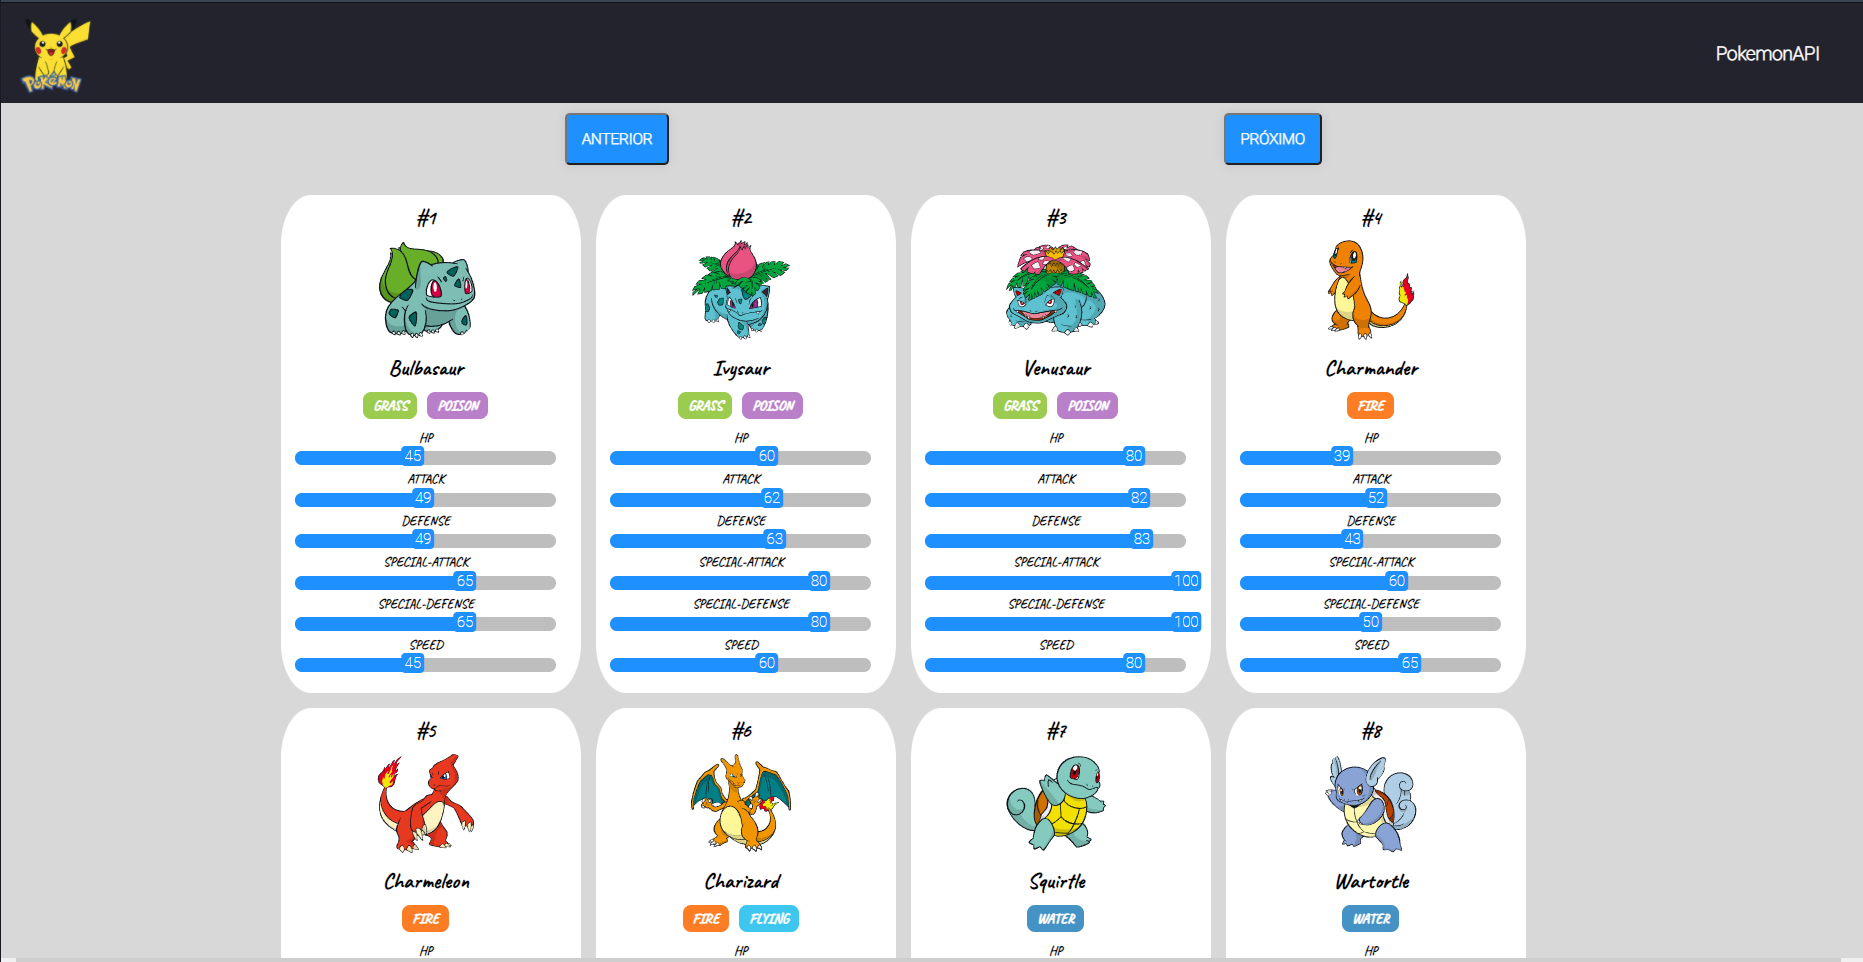 Pokémon
PokemonAPI
ANTERIOR
PRÓXIMO
#1
Bulbasaur
GRASS POISON
HP
45
ATTACK
49
DEFENSE
49
SPECIAL-ATTACK
65
SPECIAL-DEFENSE
65
SPEED
45
#2
Ivysaur
GRASS POISON
HP
60
ATTACK
62
DEFENSE
63
SPECIAL-ATTACK
80
SPECIAL-DEFENSE
80
SPEED
60
#3
Venusaur
GRASS POISON
HP
80
ATTACK
82
DEFENSE
83
SPECIAL-ATTACK
100
SPECIAL-DEFENSE
100
SPEED
80
#4
Charmander
FIRE
HP
39
ATTACK
52
DEFENSE
43
SPECIAL-ATTACK
60
SPECIAL-DEFENSE
50
SPEED
65
#5
Charmeleon
FIRE
HP
#6
Charizard
FIRE FLYING
HP
#7
Squirtle
WATER
HP
#8
Wartortle
WATER
HP